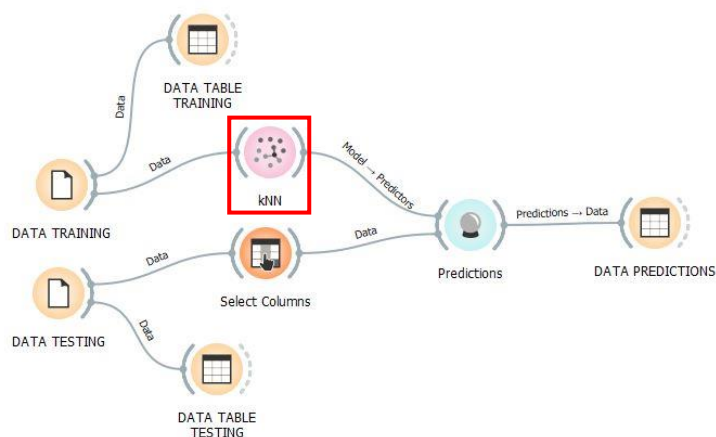 DATA TABLE
TRAINING
Data
Data
kNN
Model → Predictors
DATA TRAINING
Data
Data
Select Columns
Predictions
Predictions → Data
DATA PREDICTIONS
DATA TESTING
Data
DATA TABLE
TESTING